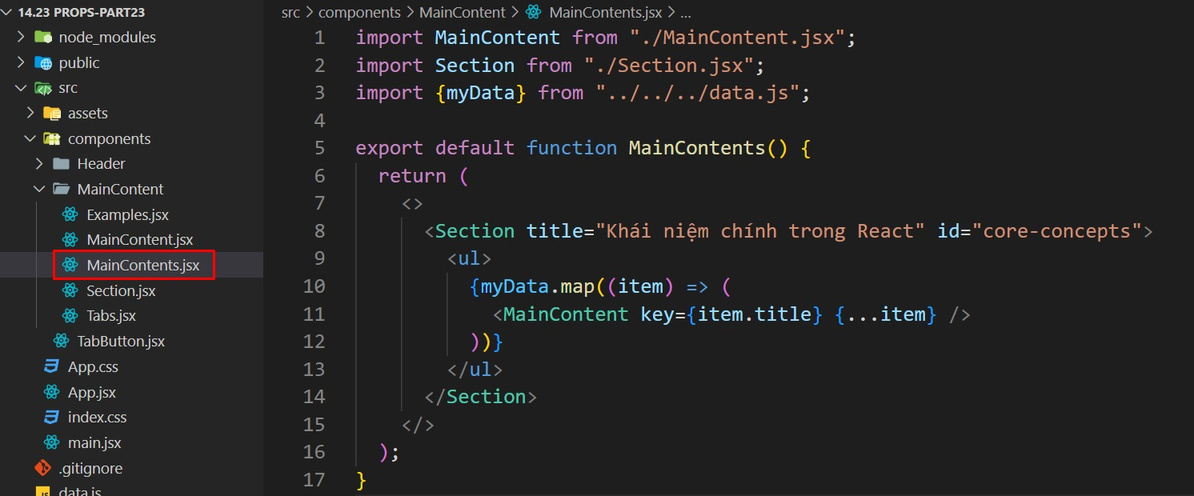 14.23 PROPS-PART23
node_modules
public
src
assets
components
Header
MainContent
Examples.jsx
MainContent.jsx
MainContents.jsx
Section.jsx
Tabs.jsx
TabButton.jsx
App.css
App.jsx
index.css
main.jsx
.gitignore
JS data.js
src > components > MainContent > MainContents.jsx > ...
1 import MainContent from "./MainContent.jsx";
2 import Section from "./Section.jsx";
3 import {myData} from "../../../data.js";
4
5 export default function MainContents() {
6 return (
7 <>
8 <Section title="Khái niệm chính trong React" id="core-concepts">
9 <ul>
10 {myData.map((item) => (
11 <MainContent key={item.title} {...item} />
12 ))}
13 </ul>
14 </Section>
15 </>
16 );
17 }